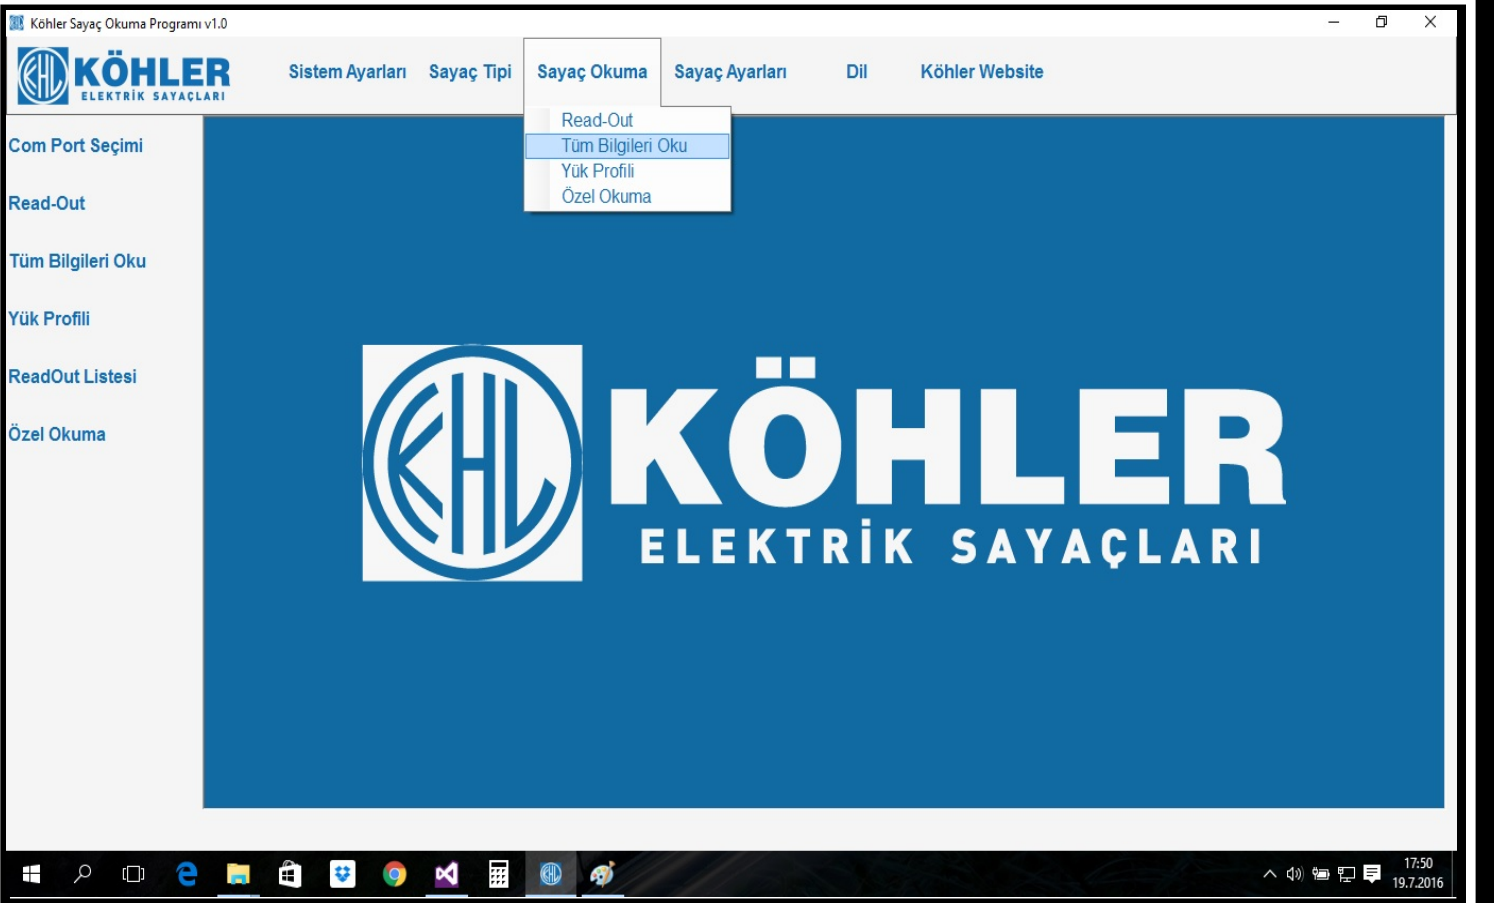 Köhler Sayaç Okuma Programı v1.0
KHL KÖHLER
ELEKTRİK SAYAÇLARI
Sistem Ayarları Sayaç Tipi Sayaç Okuma Sayaç Ayarları Dil Köhler Website
Read-Out
Tüm Bilgileri Oku
Yük Profili
Özel Okuma
Com Port Seçimi
Read-Out
Tüm Bilgileri Oku
Yük Profili
ReadOut Listesi
Özel Okuma
KHL KÖHLER
ELEKTRİK SAYAÇLARI
17:50
19.7.2016